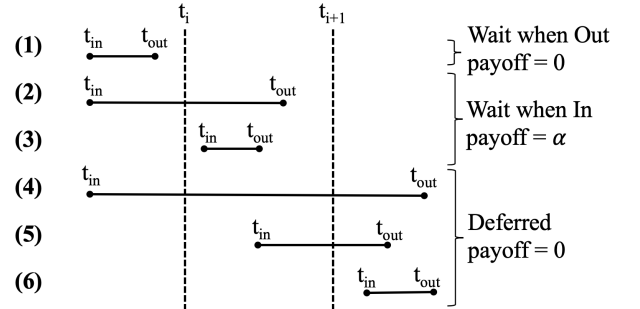 t_i t_{i+1}
(1) t_in t_out Wait when Out
payoff = 0
(2) t_in t_out
Wait when In
payoff = α
(3) t_in t_out
(4) t_in t_out
Deferred
payoff = 0
(5) t_in t_out
(6) t_in t_out